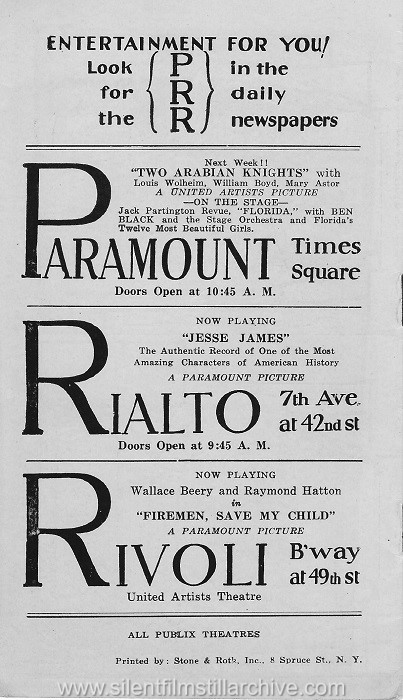 ENTERTAINMENT FOR YOU!
Look P in the
for R daily
the R newspapers
Next Week!!
"TWO ARABIAN KNIGHTS" with
Louis Wolheim, William Boyd, Mary Astor
A UNITED ARTISTS PICTURE
—ON THE STAGE—
Jack Partington Revue, "FLORIDA," with BEN
BLACK and the Stage Orchestra and Florida's
Twelve Most Beautiful Girls.
PARAMOUNT Times
Square
Doors Open at 10:45 A. M.
NOW PLAYING
"JESSE JAMES"
The Authentic Record of One of the Most
Amazing Characters of American History
A PARAMOUNT PICTURE
RIALTO 7th Ave.
at 42nd st
Doors Open at 9:45 A. M.
NOW PLAYING
Wallace Beery and Raymond Hatton
in
"FIREMEN, SAVE MY CHILD"
A PARAMOUNT PICTURE
RIVOLI B'way
at 49th st
United Artists Theatre
ALL PUBLIX THEATRES
Printed by: Stone & Roth, Inc., 8 Spruce St., N. Y.
www.silentfilmstillarchive.com